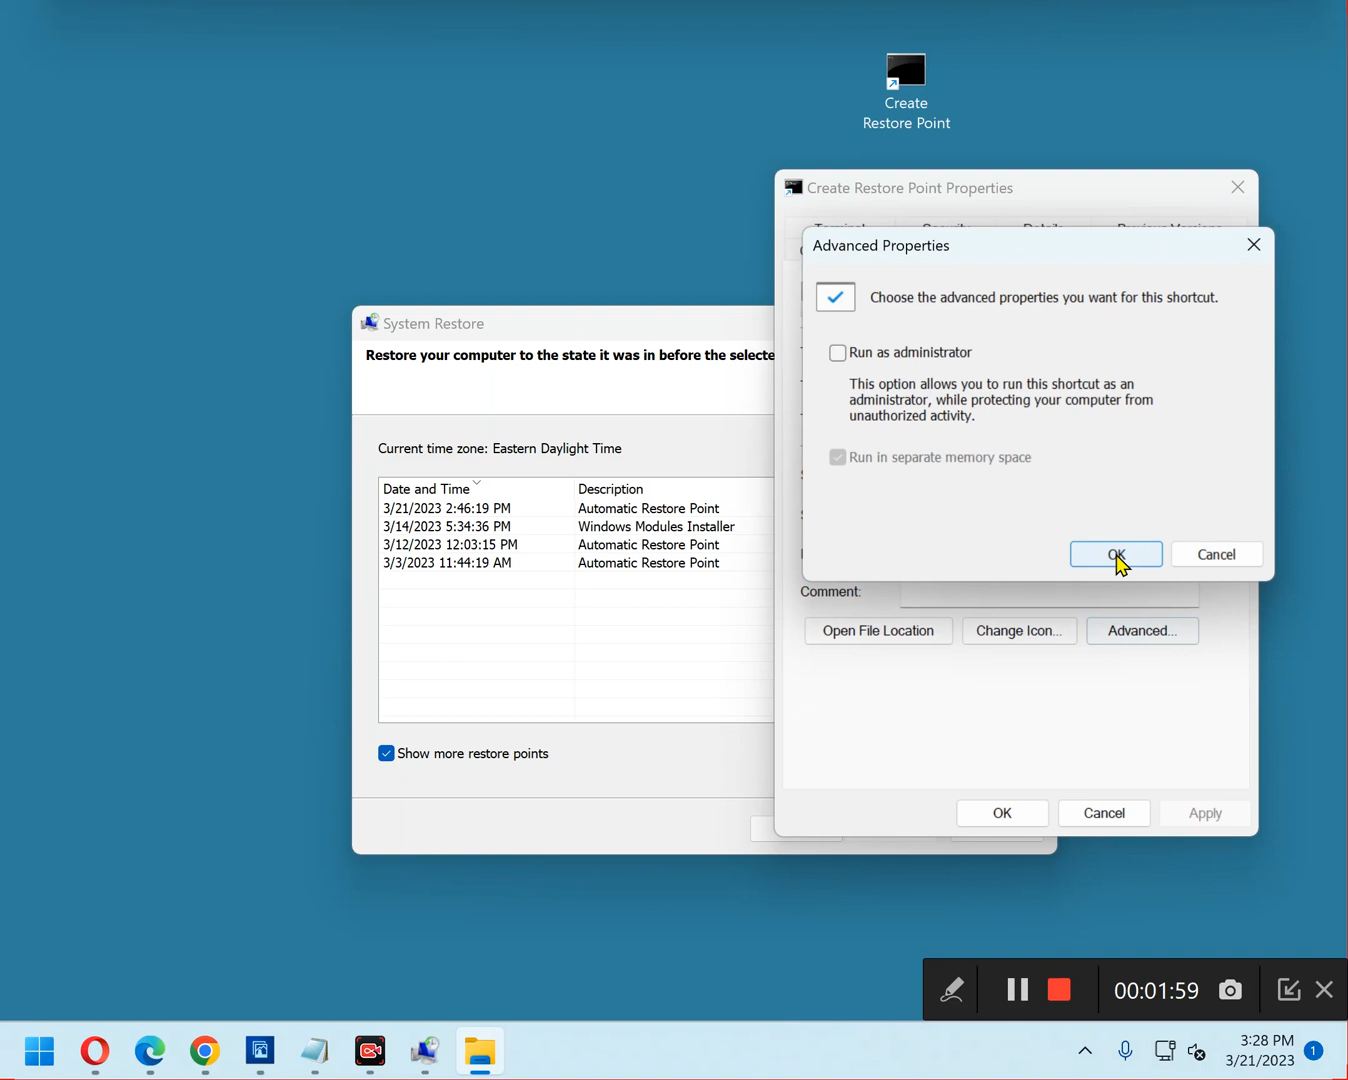 Create
Restore Point
Create Restore Point Properties
Advanced Properties
Choose the advanced properties you want for this shortcut.
Run as administrator
This option allows you to run this shortcut as an
administrator, while protecting your computer from
unauthorized activity.
Run in separate memory space
OK
Cancel
Comment:
Open File Location
Change Icon...
Advanced...
OK
Cancel
Apply
System Restore
Restore your computer to the state it was in before the selecte
Current time zone: Eastern Daylight Time
Date and Time Description
3/21/2023 2:46:19 PM Automatic Restore Point
3/14/2023 5:34:36 PM Windows Modules Installer
3/12/2023 12:03:15 PM Automatic Restore Point
3/3/2023 11:44:19 AM Automatic Restore Point
Show more restore points
00:01:59
3:28 PM
3/21/2023
1